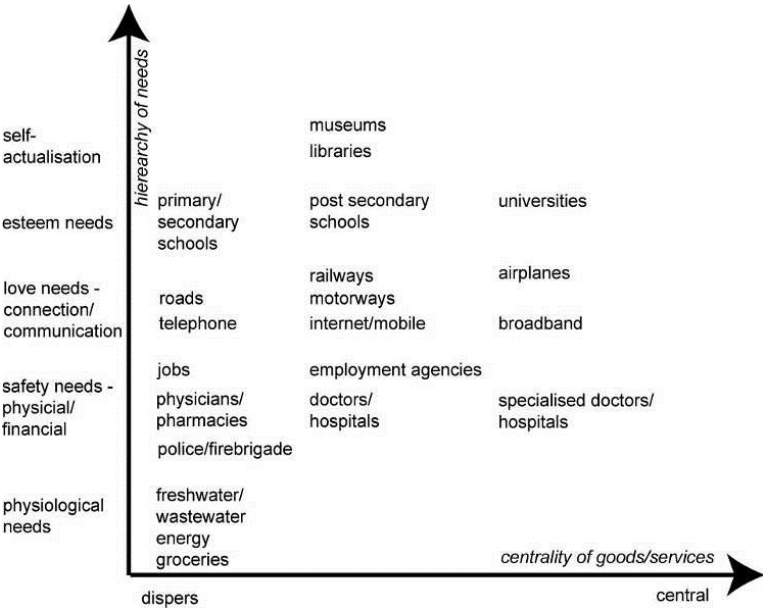 hierearchy of needs
museums
libraries
self-
actualisation
primary/
secondary
schools
post secondary
schools
universities
esteem needs
railways
motorways
airplanes
love needs -
connection/
communication
roads
telephone
internet/mobile
broadband
jobs
employment agencies
safety needs -
physicial/
financial
physicians/
pharmacies
doctors/
hospitals
specialised doctors/
hospitals
police/firebrigade
physiological
needs
freshwater/
wastewater
energy
groceries
centrality of goods/services
dispers
central